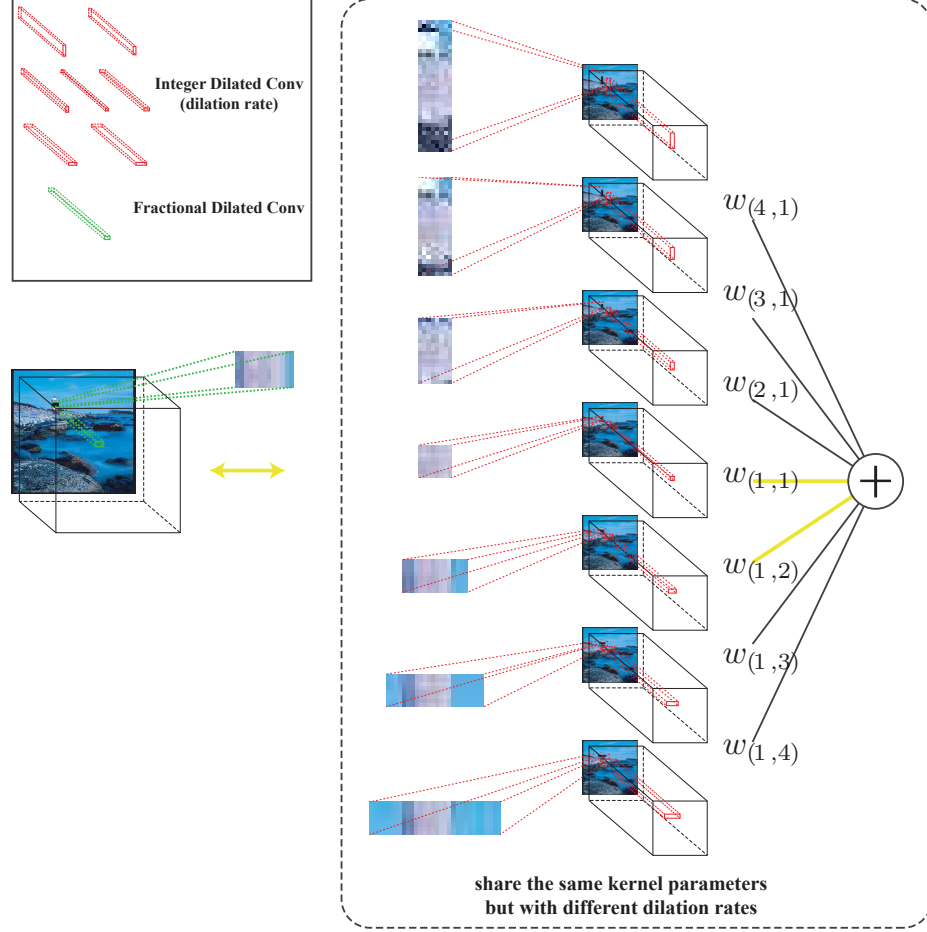 Integer Dilated Conv
(dilation rate)
Fractional Dilated Conv
w(4,1)
w(3,1)
w(2,1)
w(1,1)
w(1,2)
w(1,3)
w(1,4)
+
share the same kernel parameters
but with different dilation rates